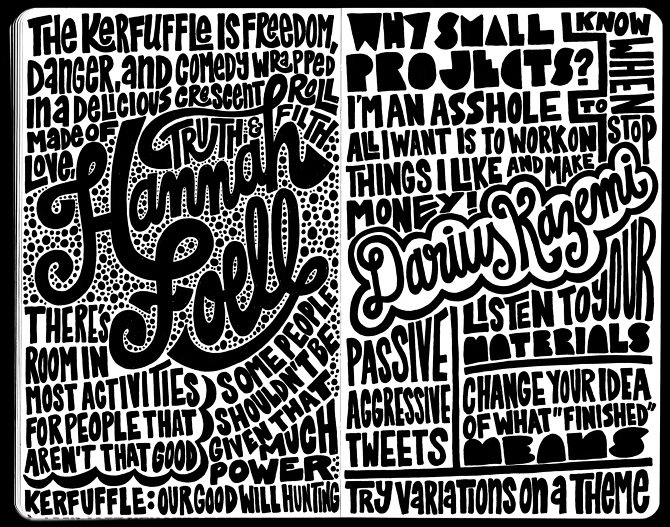 THE KERFUFFLE IS FREEDOM,
DANGER, AND COMEDY WRAPPED
IN A DELICIOUS CRESCENT ROLL
MADE OF TRUTH & FILTH.
LOVE.
Hannah
Foell
THERE'S
ROOM IN
MOST ACTIVITIES
FOR PEOPLE THAT
AREN'T THAT GOOD
SOME PEOPLE
SHOULDN'T BE
GIVEN THAT
MUCH
POWER
KERFUFFLE: OUR GOOD WILL HUNTING
WHY SMALL
PROJECTS?
I'M AN ASSHOLE
ALL I WANT IS TO WORK ON
THINGS I LIKE AND MAKE
MONEY!
KNOW
WHEN
TO
STOP
Darius Kazemi
PASSIVE
AGGRESSIVE
TWEETS
LISTEN TO YOUR
MATERIALS
CHANGE YOUR IDEA
OF WHAT "FINISHED"
MEANS
TRY VARIATIONS ON A THEME